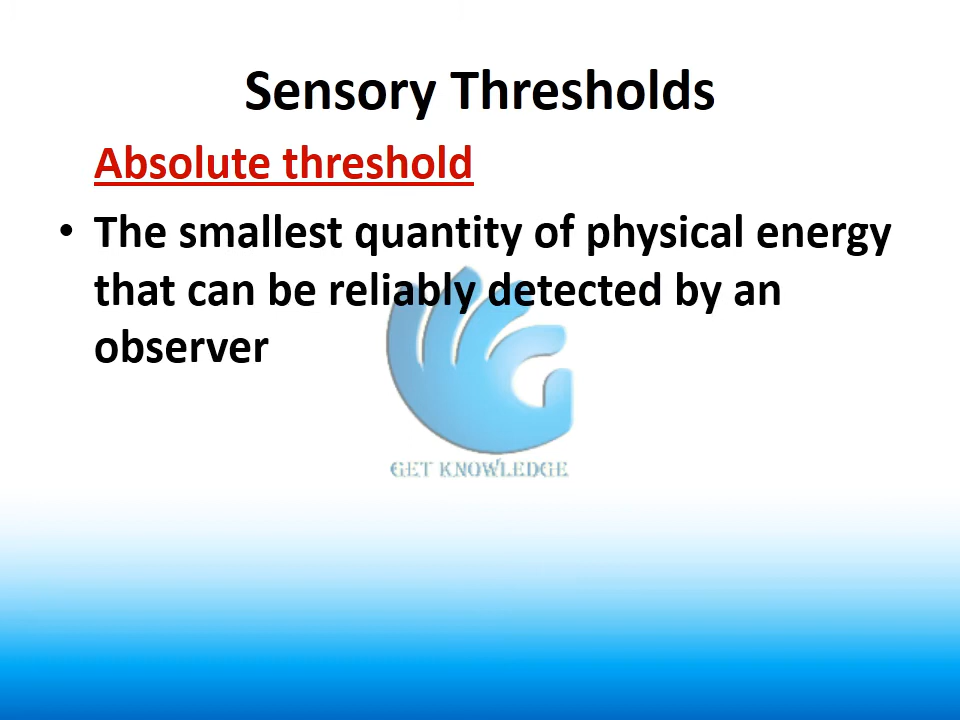 Sensory Thresholds
Absolute threshold
• The smallest quantity of physical energy
that can be reliably detected by an
observer
GET KNOWLEDGE